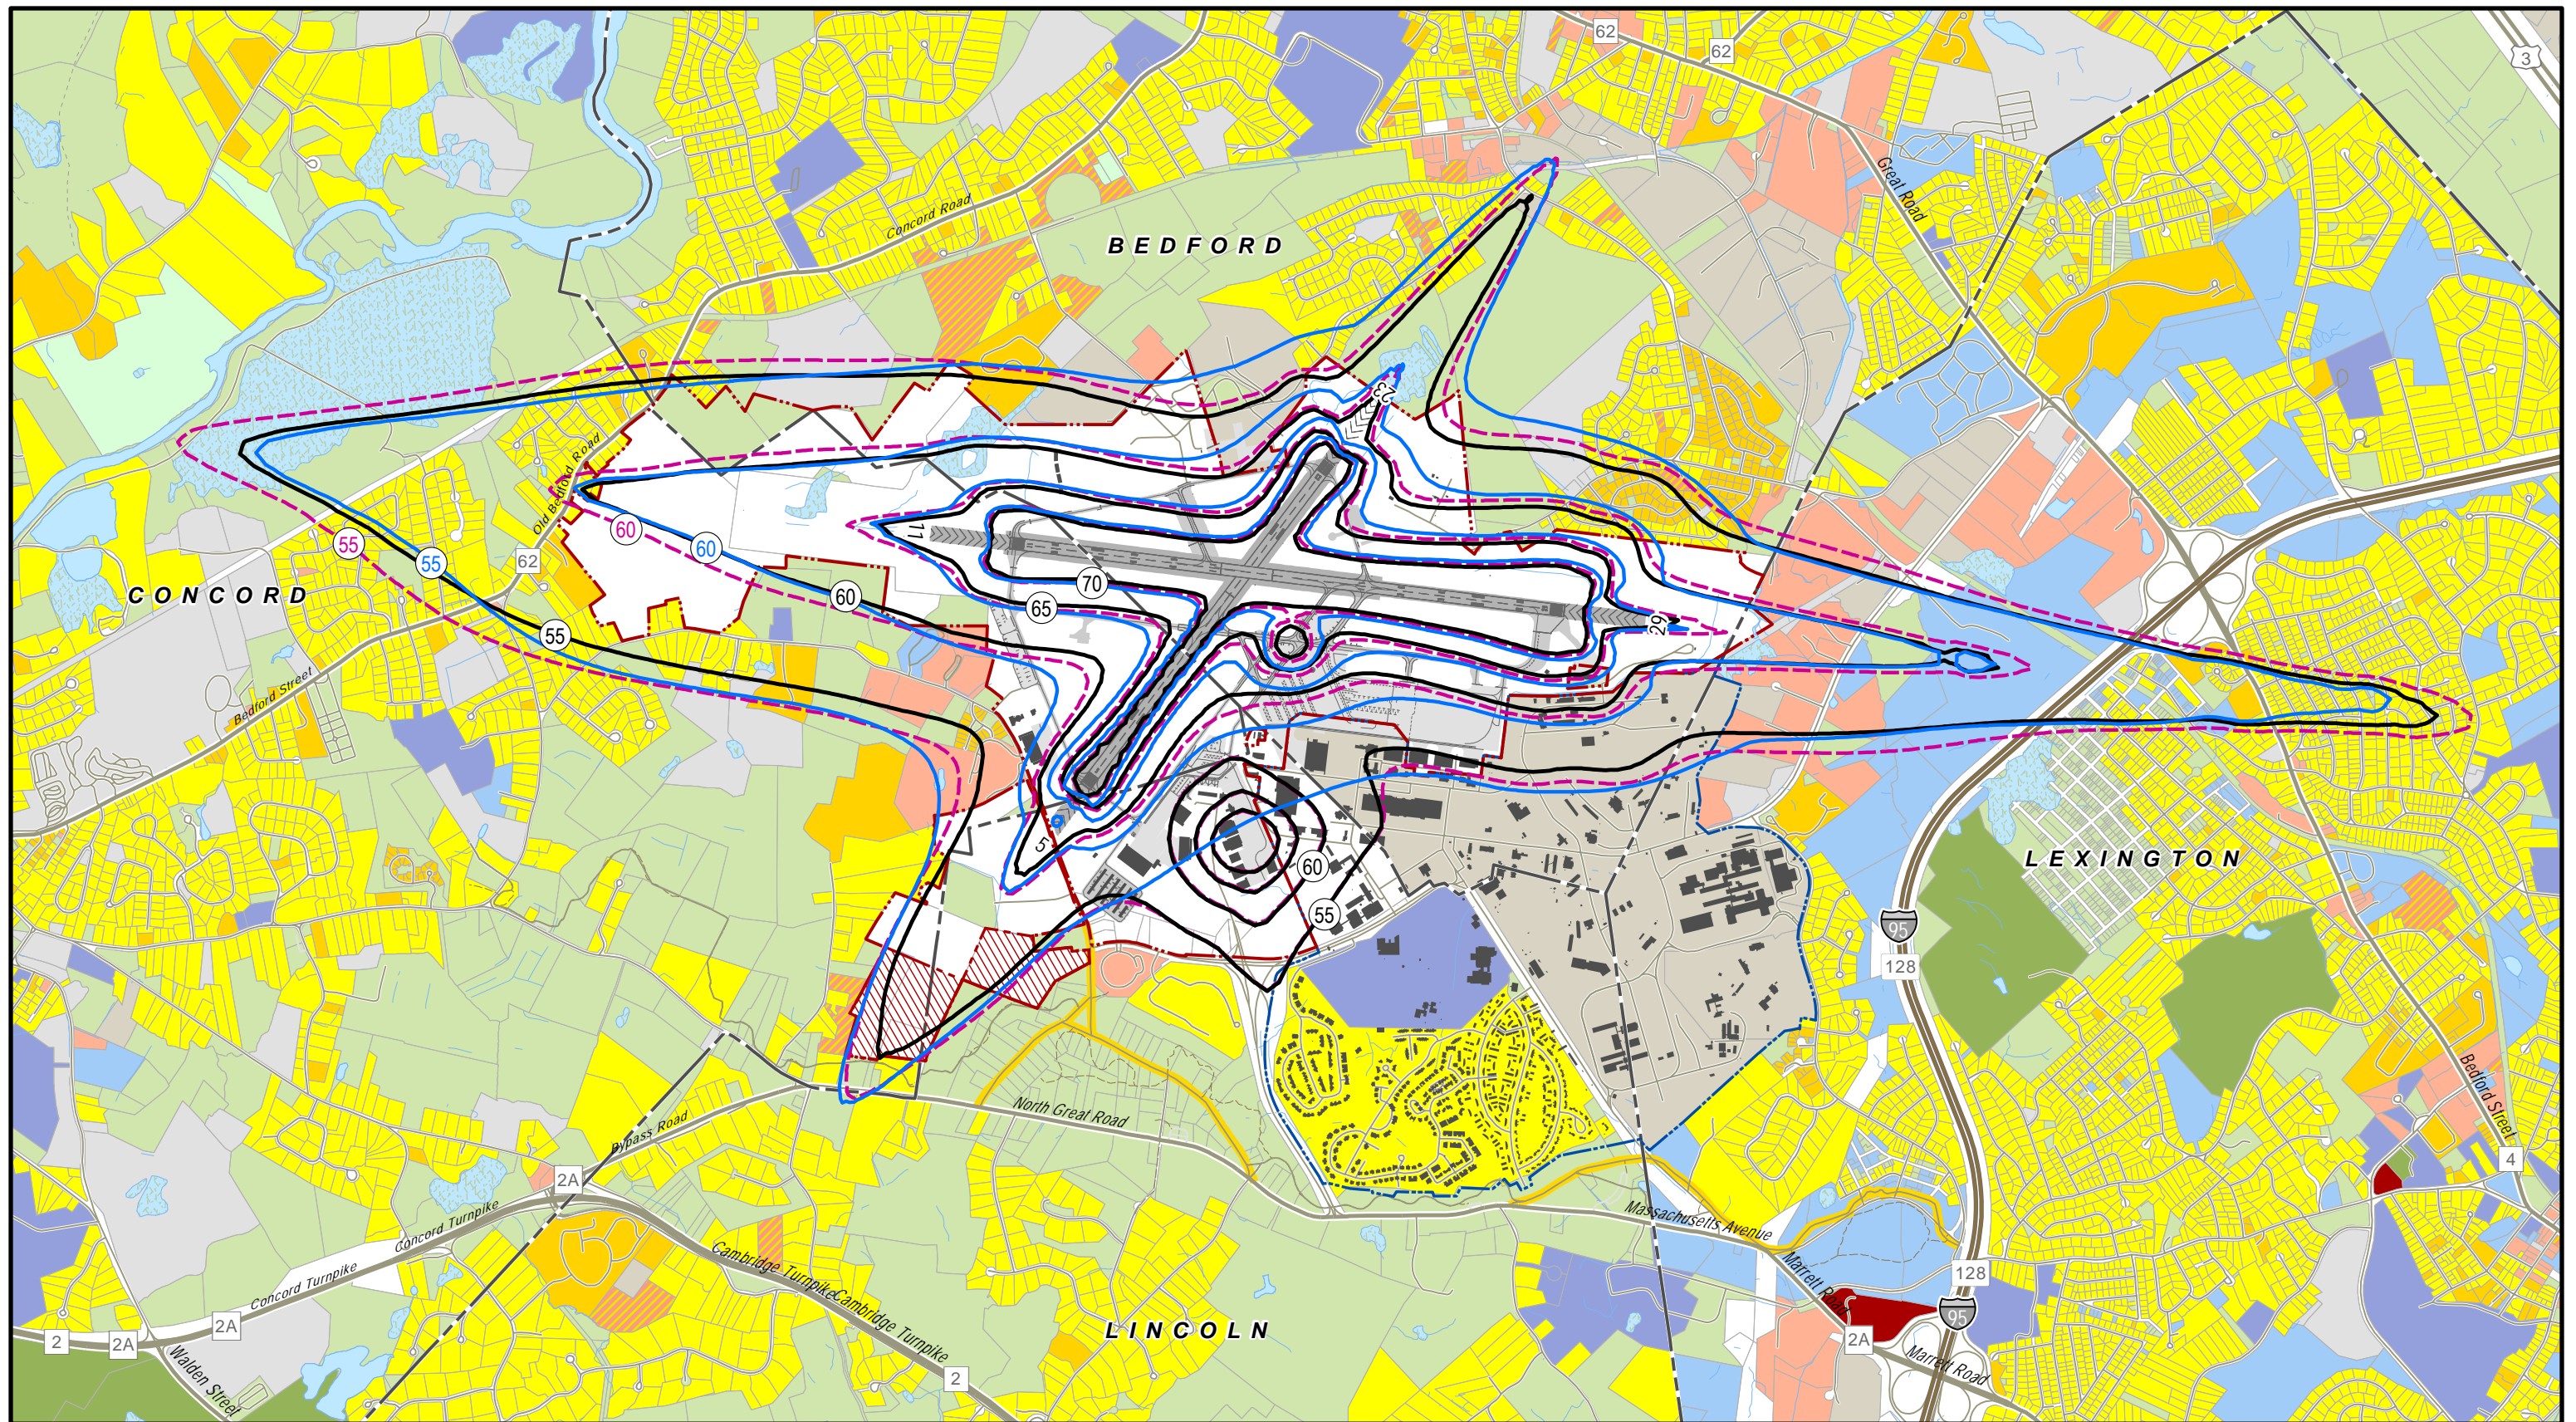 62
62
3
Great Road
Concord Road
BEDFORD
23
Old Bedford Road
11
60
60
55
55
62
70
CONCORD
60
65
55
29
Bedford Street
5
60
LEXINGTON
55
95
128
North Great Road
Bypass Road
Bedford Street
4
2A
Massachusetts Avenue
Concord Turnpike
Cambridge Turnpike
Concord Turnpike
Marrett Road
128
95
Cambridge Turnpike
LINCOLN
2A
2
2A
2A
Marrett Road
Walden Street
2